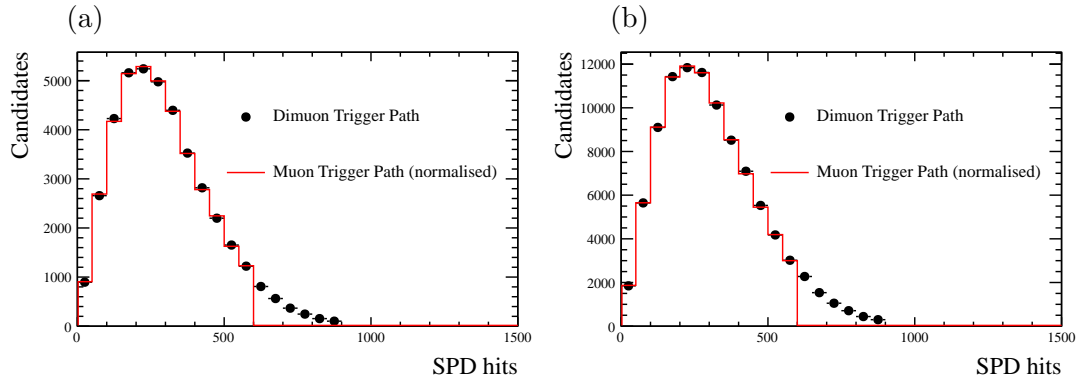 (a)
Candidates
5000
4000
3000
2000
1000
0
Dimuon Trigger Path
Muon Trigger Path (normalised)
0 500 1000 1500
SPD hits
(b)
Candidates
12000
10000
8000
6000
4000
2000
0
Dimuon Trigger Path
Muon Trigger Path (normalised)
0 500 1000 1500
SPD hits